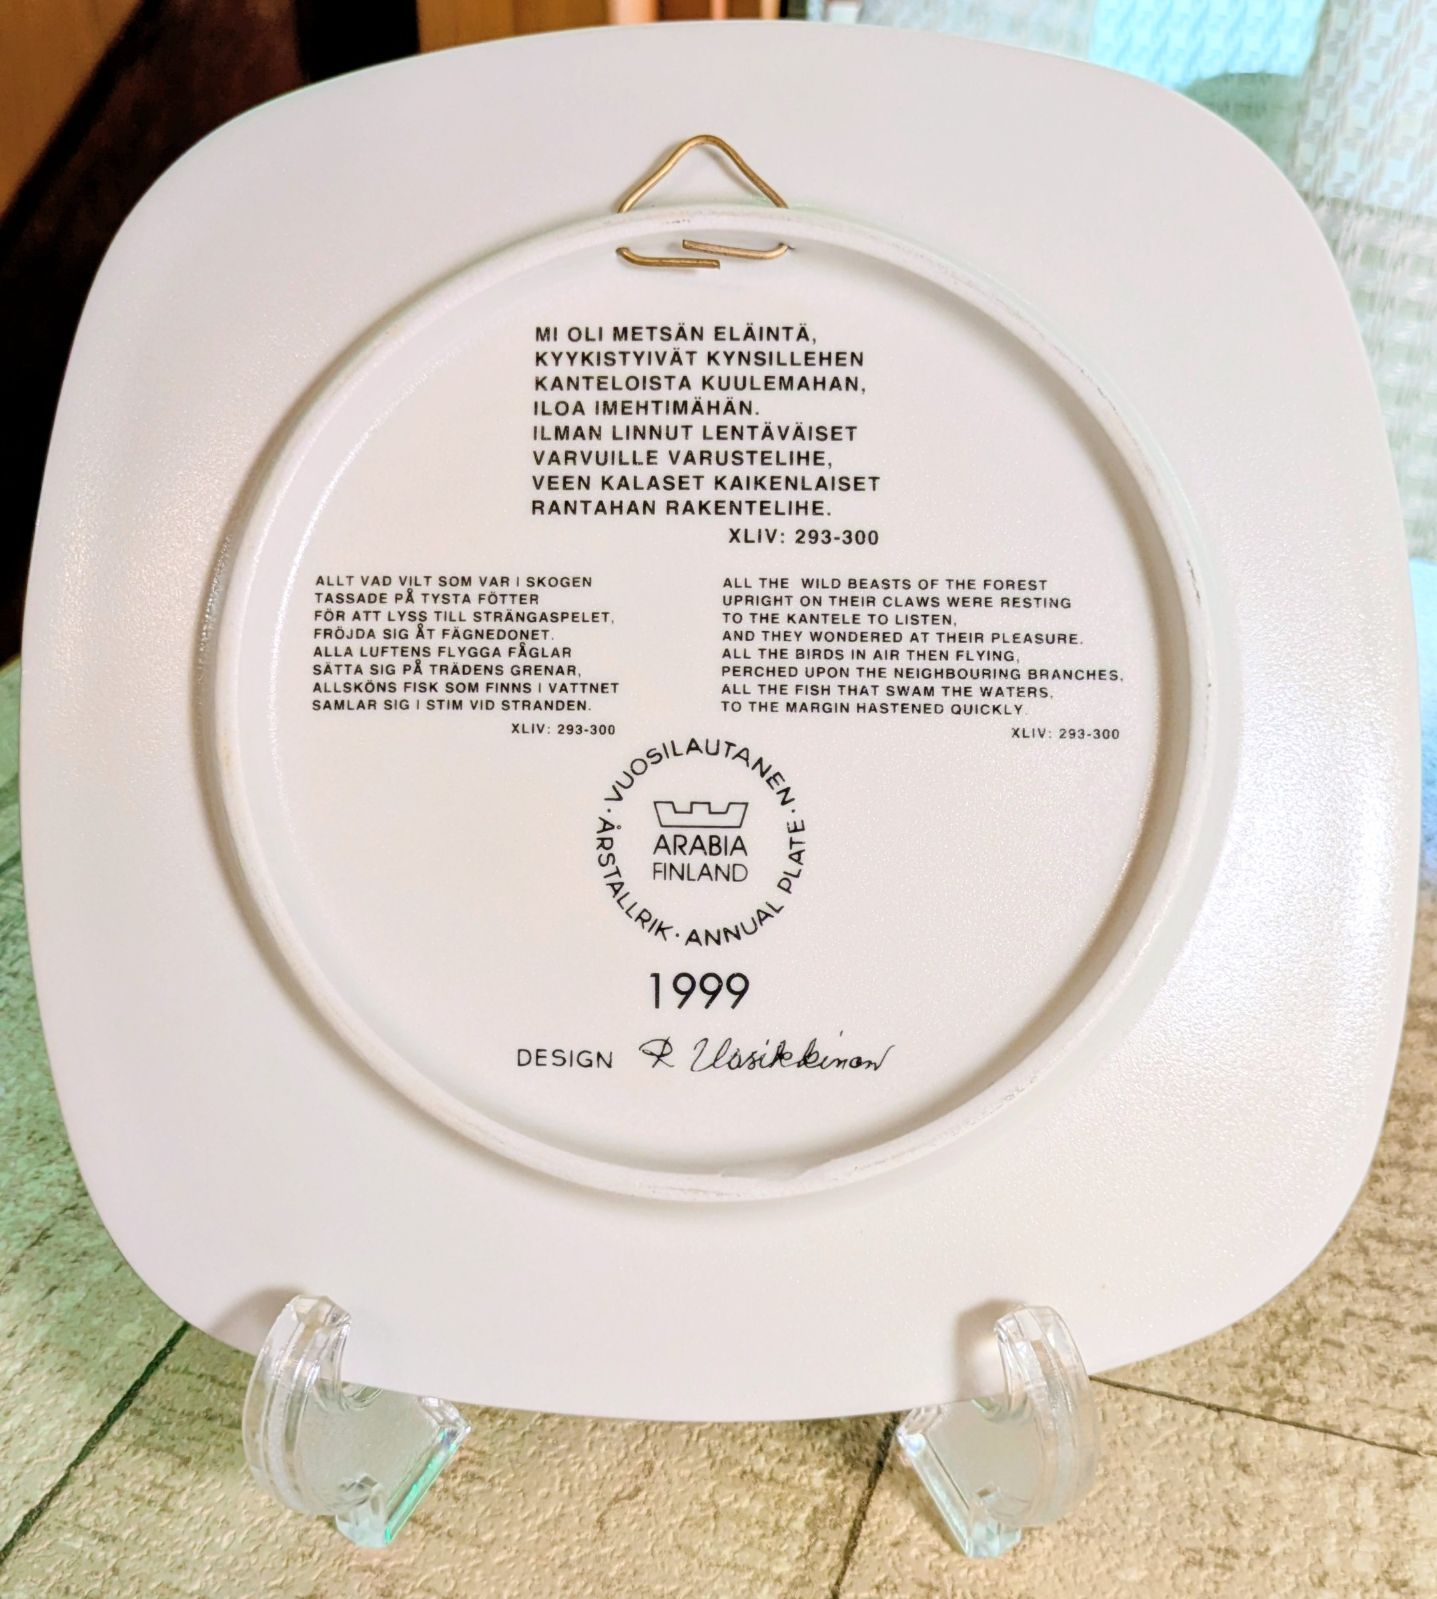 MI OLI METSÄN ELÄINTÄ,
KYYKISTYIVÄT KYNSILLEHEN
KANTELOISTA KUULEMAHAN,
ILOA IMEHTIMÄHÄN.
ILMAN LINNUT LENTÄVÄISET
VARVUILLE VARUSTELIHE,
VEEN KALASET KAIKENLAISET
RANTAHAN RAKENTELIHE.
XLIV: 293-300
ALLT VAD VILT SOM VAR I SKOGEN
TASSADE PÅ TYSTA FÖTTER
FÖR ATT LYSS TILL STRÄNGASPELET,
FRÖJDA SIG ÅT FÄGNEDONET.
ALLA LUFTENS FLYGGA FÅGLAR
SÄTTA SIG PÅ TRÄDENS GRENAR,
ALLSKÖNS FISK SOM FINNS I VATTNET
SAMLAR SIG I STIM VID STRANDEN.
XLIV: 293-300
ALL THE WILD BEASTS OF THE FOREST
UPRIGHT ON THEIR CLAWS WERE RESTING
TO THE KANTELE TO LISTEN,
AND THEY WONDERED AT THEIR PLEASURE.
ALL THE BIRDS IN AIR THEN FLYING,
PERCHED UPON THE NEIGHBOURING BRANCHES,
ALL THE FISH THAT SWAM THE WATERS,
TO THE MARGIN HASTENED QUICKLY.
XLIV: 293-300
VUOSILAUTANEN · ÅRSTALLRIK · ANNUAL PLATE ·
ARABIA
FINLAND
1999
DESIGN R Uosikkinen